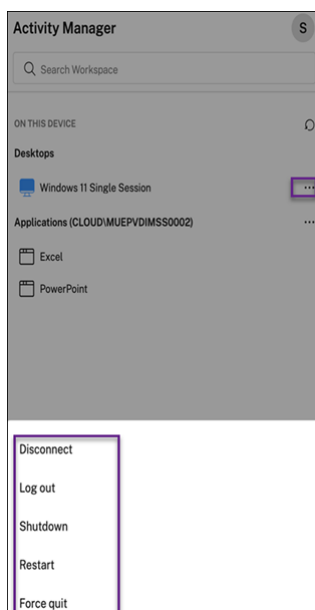 Activity Manager
S
Search Workspace
ON THIS DEVICE
Desktops
Windows 11 Single Session
Applications (CLOUD\MUEPVDIMSS0002)
Excel
PowerPoint
Disconnect
Log out
Shutdown
Restart
Force quit